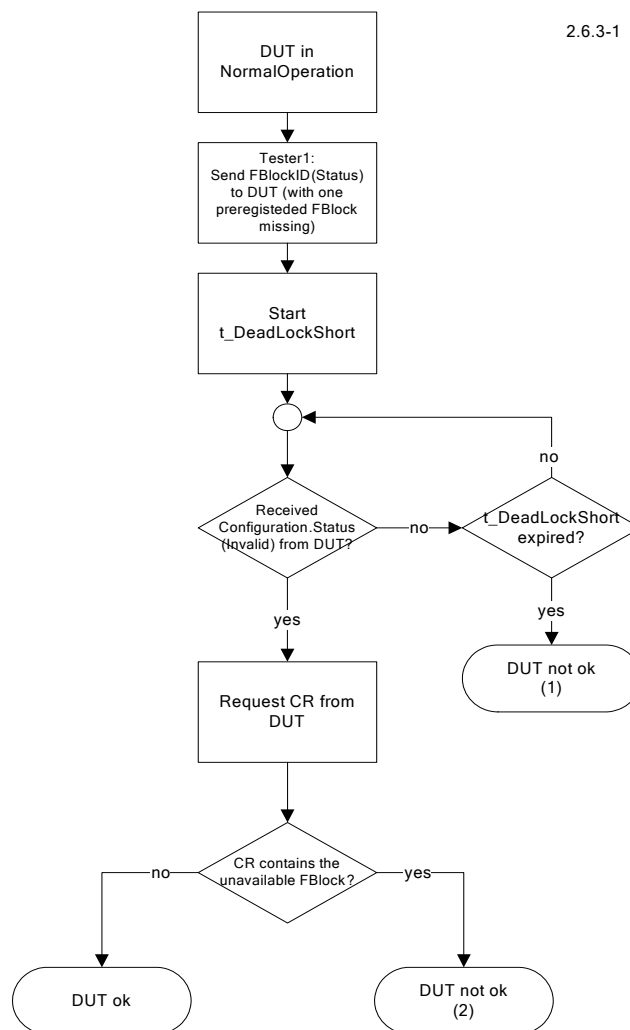 2.6.3-1
DUT in
NormalOperation
Tester1:
Send FBlockID(Status)
to DUT (with one
preregisteded FBlock
missing)
Start
t_DeadLockShort
no
Received
Configuration.Status
(Invalid) from DUT?
no
t_DeadLockShort
expired?
yes
yes
DUT not ok
(1)
Request CR from
DUT
no
CR contains the
unavailable FBlock?
yes
DUT ok
DUT not ok
(2)